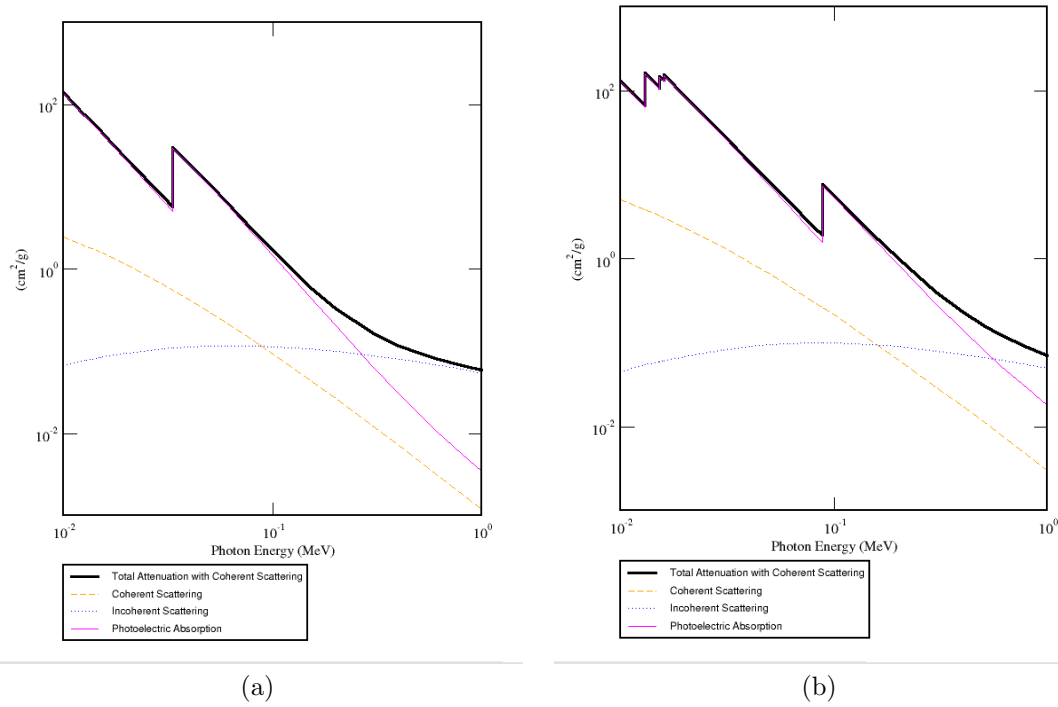 10²
10⁰
10⁻²
(cm²/g)
10⁻² 10⁻¹ 10⁰
Photon Energy (MeV)
Total Attenuation with Coherent Scattering
Coherent Scattering
Incoherent Scattering
Photoelectric Absorption
(a)
10²
10⁰
10⁻²
(cm²/g)
10⁻² 10⁻¹ 10⁰
Photon Energy (MeV)
Total Attenuation with Coherent Scattering
Coherent Scattering
Incoherent Scattering
Photoelectric Absorption
(b)